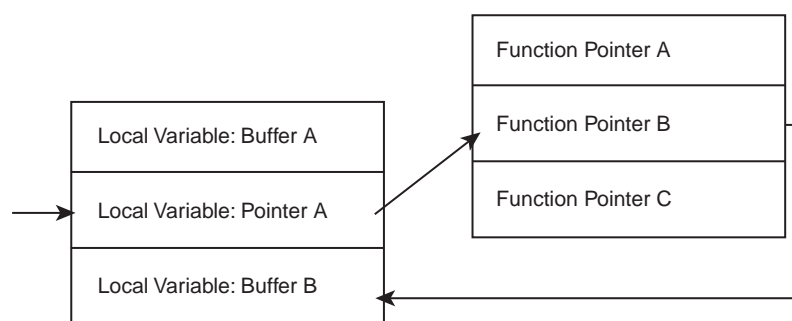 Function Pointer A
Function Pointer B
Function Pointer C
Local Variable: Buffer A
Local Variable: Pointer A
Local Variable: Buffer B